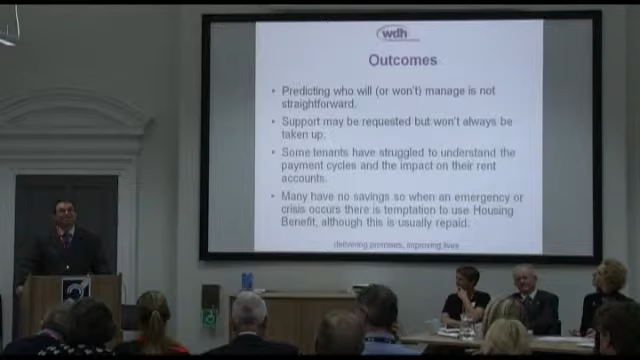 wdh
Outcomes
• Predicting who will (or won't) manage is not
straightforward.
• Support may be requested but won't always be
taken up.
• Some tenants have struggled to understand the
payment cycles and the impact on their rent
accounts.
• Many have no savings so when an emergency or
crisis occurs there is temptation to use Housing
Benefit, although this is usually repaid.
delivering promises, improving lives